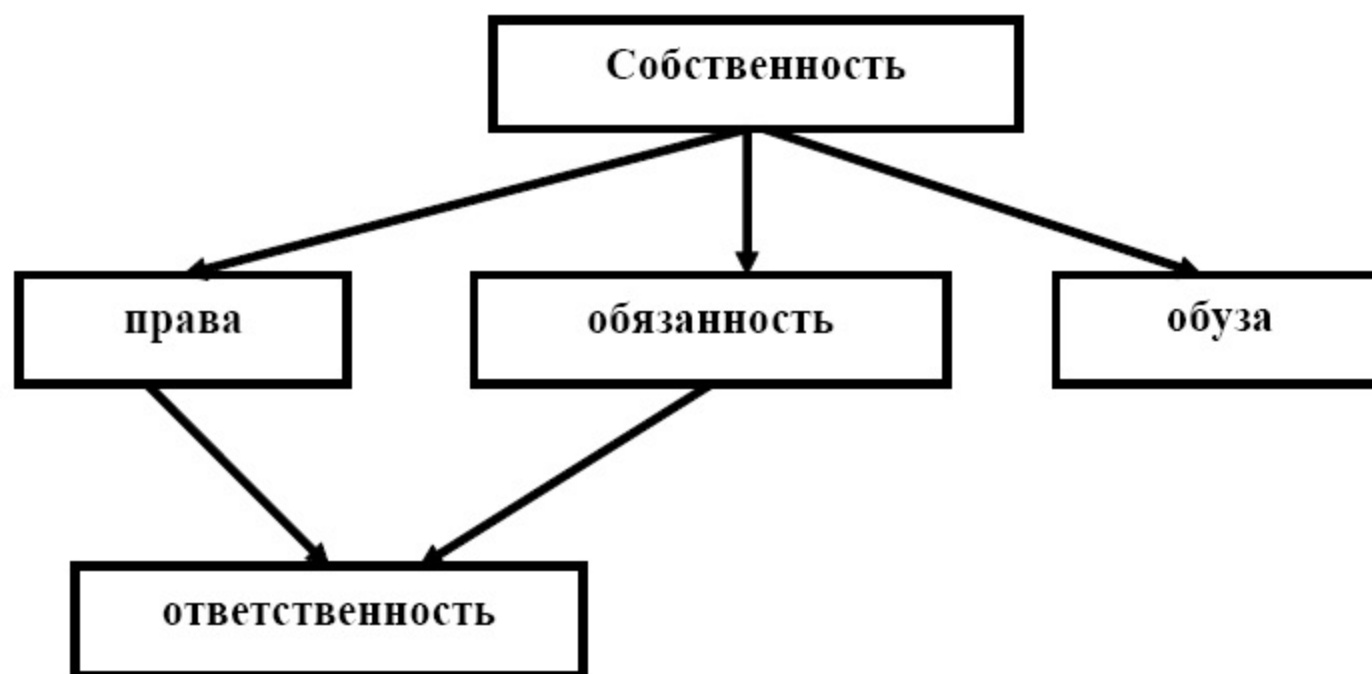 Собственность
права
обязанность
обуза
ответственность